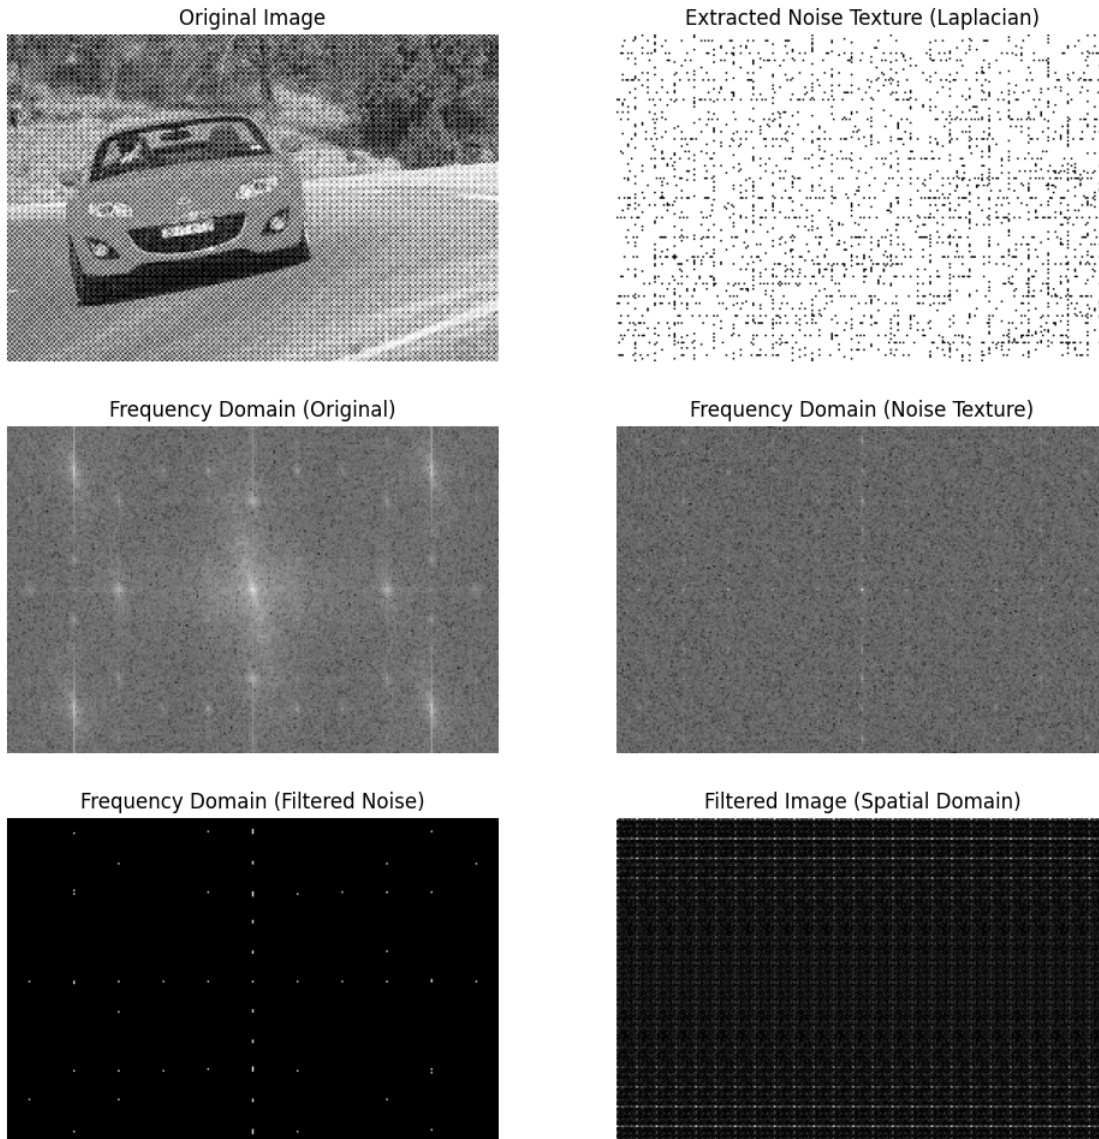 Original Image
Extracted Noise Texture (Laplacian)
Frequency Domain (Original)
Frequency Domain (Noise Texture)
Frequency Domain (Filtered Noise)
Filtered Image (Spatial Domain)